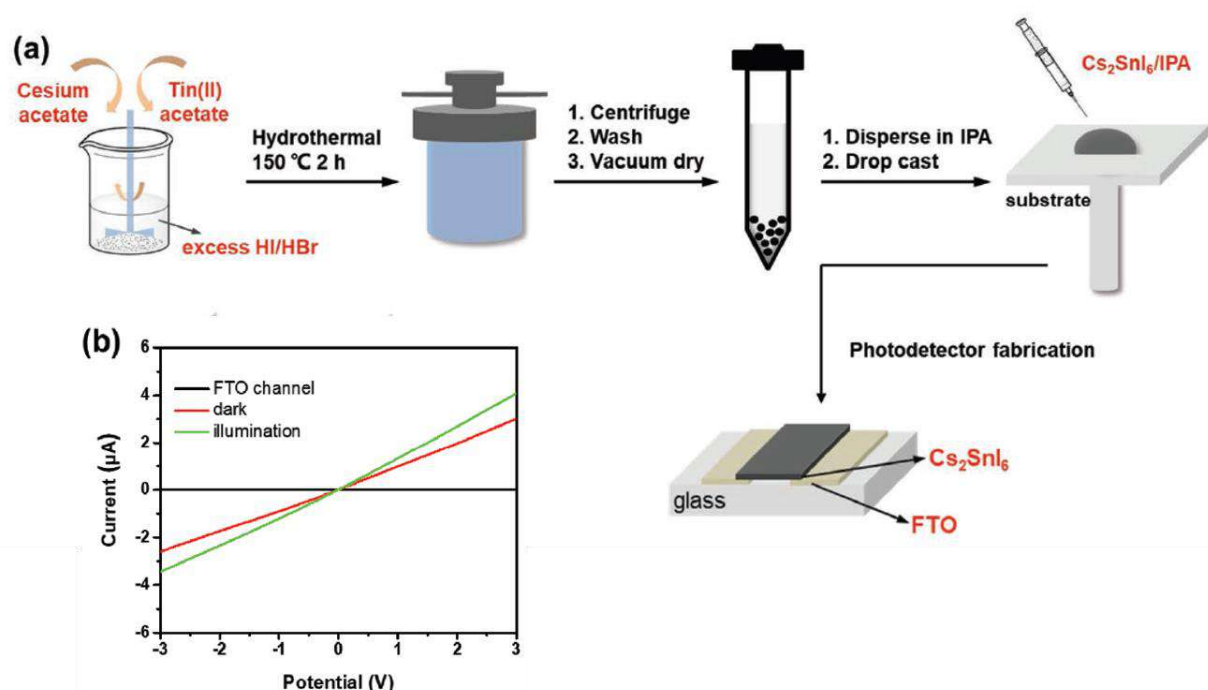 (a)
Cesium
acetate
Tin(II)
acetate
excess HI/HBr
Hydrothermal
150 ℃ 2 h
1. Centrifuge
2. Wash
3. Vacuum dry
1. Disperse in IPA
2. Drop cast
Cs₂SnI₆/IPA
substrate
Photodetector fabrication
Cs₂SnI₆
glass
FTO
(b)
Current (μA)
6
4
2
0
-2
-4
-6
FTO channel
dark
illumination
-3 -2 -1 0 1 2 3
Potential (V)